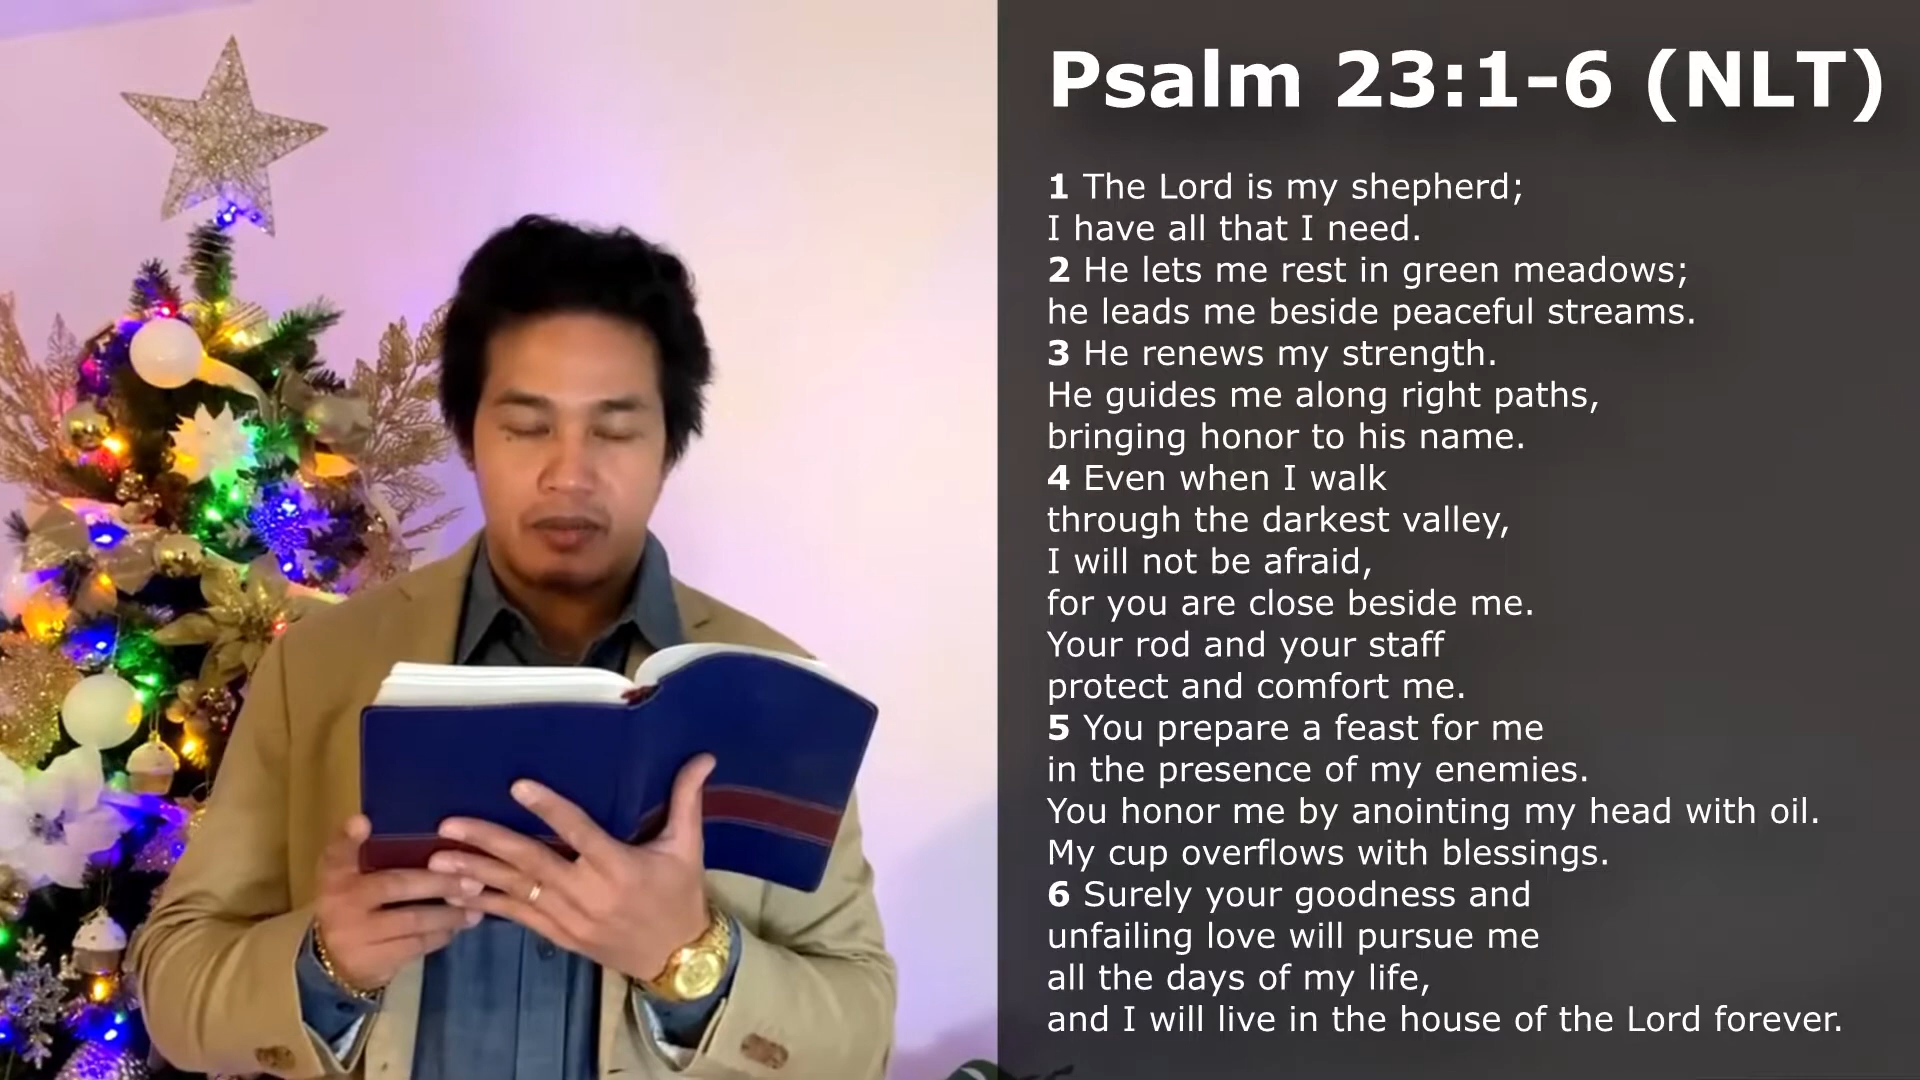 Psalm 23:1-6 (NLT)
1 The Lord is my shepherd;
I have all that I need.
2 He lets me rest in green meadows;
he leads me beside peaceful streams.
3 He renews my strength.
He guides me along right paths,
bringing honor to his name.
4 Even when I walk
through the darkest valley,
I will not be afraid,
for you are close beside me.
Your rod and your staff
protect and comfort me.
5 You prepare a feast for me
in the presence of my enemies.
You honor me by anointing my head with oil.
My cup overflows with blessings.
6 Surely your goodness and
unfailing love will pursue me
all the days of my life,
and I will live in the house of the Lord forever.